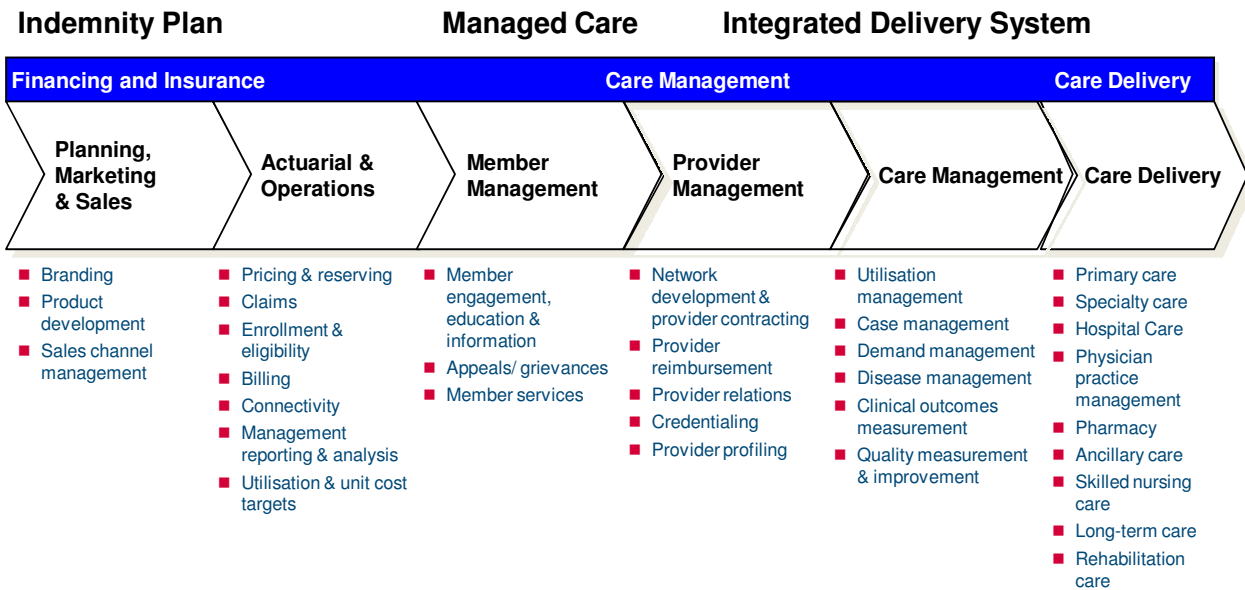 Indemnity Plan
Managed Care
Integrated Delivery System
Financing and Insurance
Care Management
Care Delivery
Planning,
Marketing
& Sales
Actuarial &
Operations
Member
Management
Provider
Management
Care Management
Care Delivery
Branding
Product
development
Sales channel
management
Pricing & reserving
Claims
Enrollment &
eligibility
Billing
Connectivity
Management
reporting & analysis
Utilisation & unit cost
targets
Member
engagement,
education &
information
Appeals/ grievances
Member services
Network
development &
provider contracting
Provider
reimbursement
Provider relations
Credentialing
Provider profiling
Utilisation
management
Case management
Demand management
Disease management
Clinical outcomes
measurement
Quality measurement
& improvement
Primary care
Specialty care
Hospital Care
Physician
practice
management
Pharmacy
Ancillary care
Skilled nursing
care
Long-term care
Rehabilitation
care